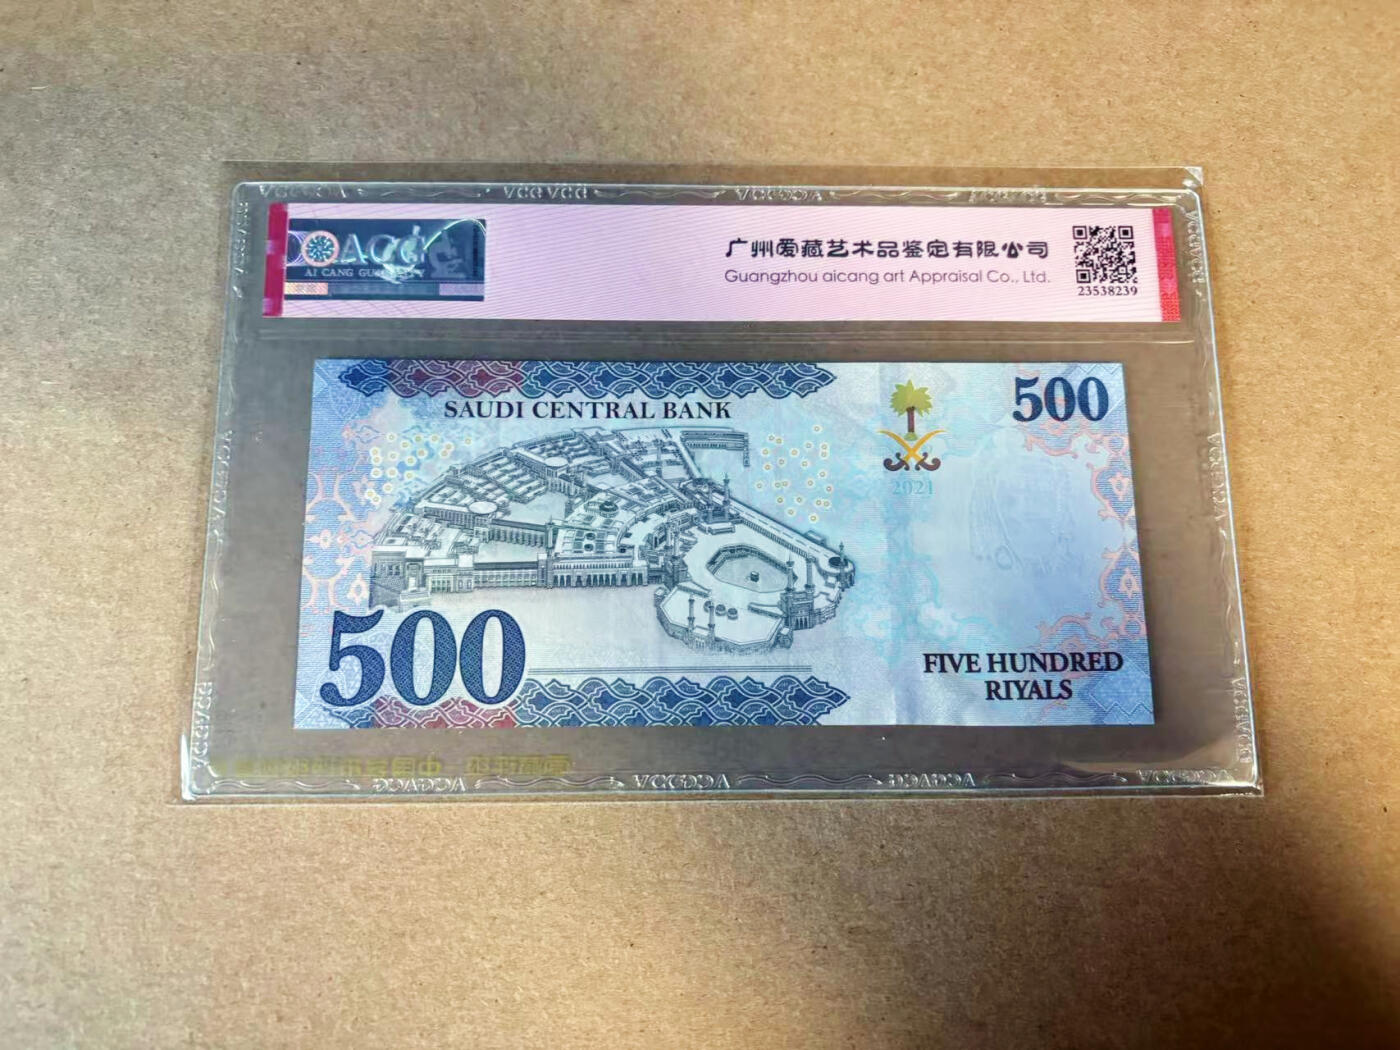 ACG
AI CANG GU
广州爱藏艺术品鉴定有限公司
Guangzhou aicang art Appraisal Co., Ltd.
23538239
SAUDI CENTRAL BANK
500
2021
500
FIVE HUNDRED
RIYALS